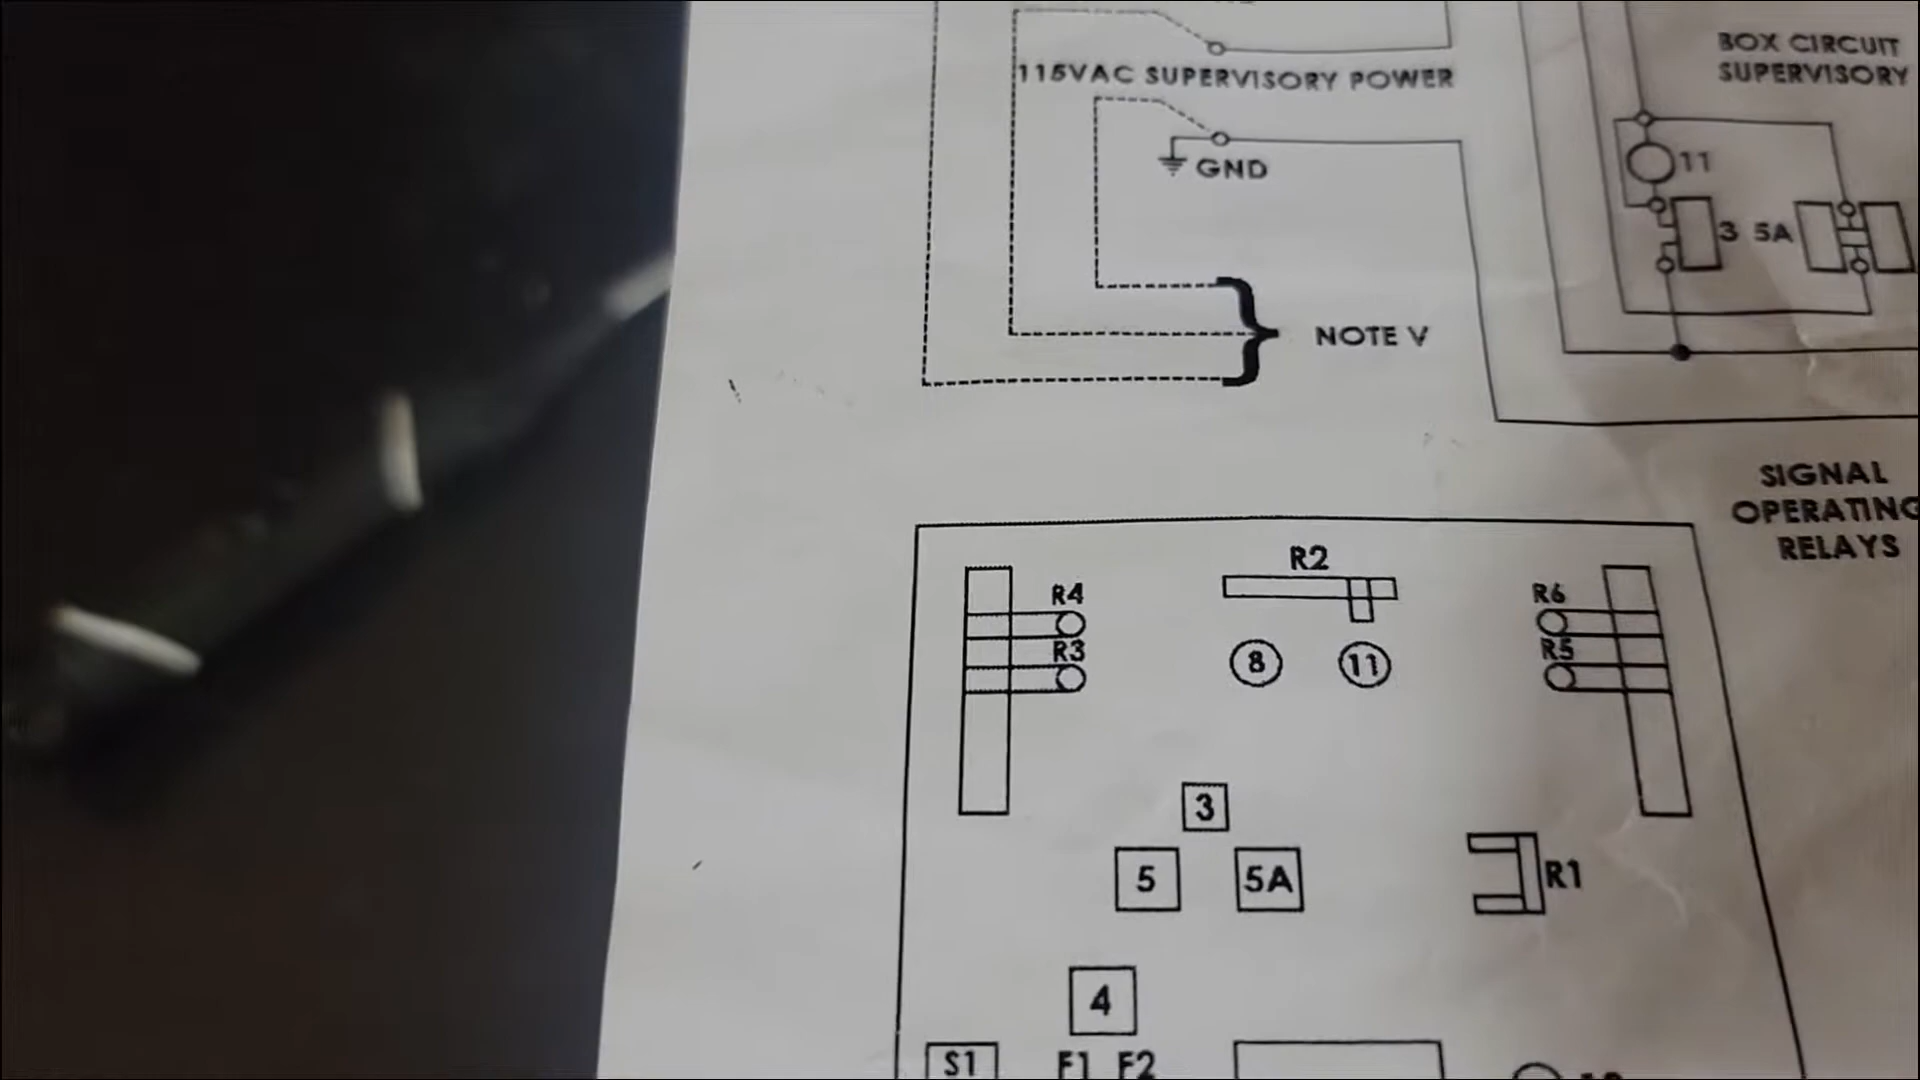 115VAC SUPERVISORY POWER
GND
NOTE V
BOX CIRCUIT
SUPERVISORY
11
3 5A
SIGNAL
OPERATING
RELAYS
R2
R4
R3
8
11
R6
R5
3
5
5A
R1
4
S1
F1 F2